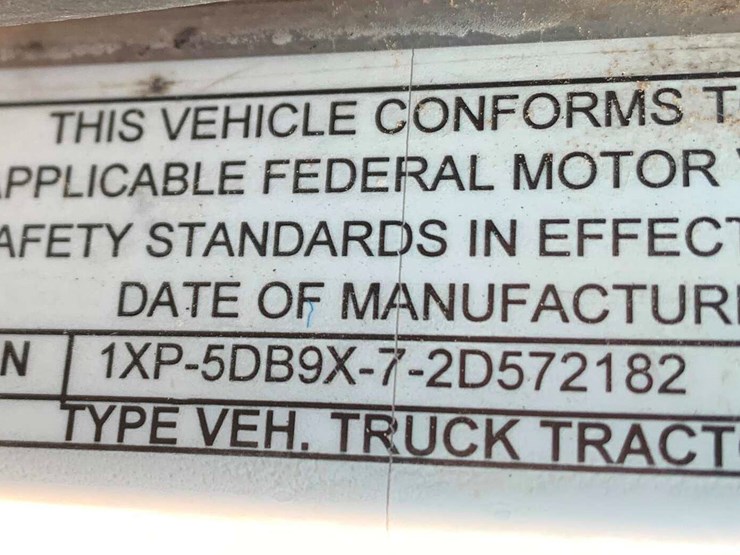 THIS VEHICLE CONFORMS T
APPLICABLE FEDERAL MOTOR
AFETY STANDARDS IN EFFECT
DATE OF MANUFACTUR
N 1XP-5DB9X-7-2D572182
TYPE VEH. TRUCK TRACT